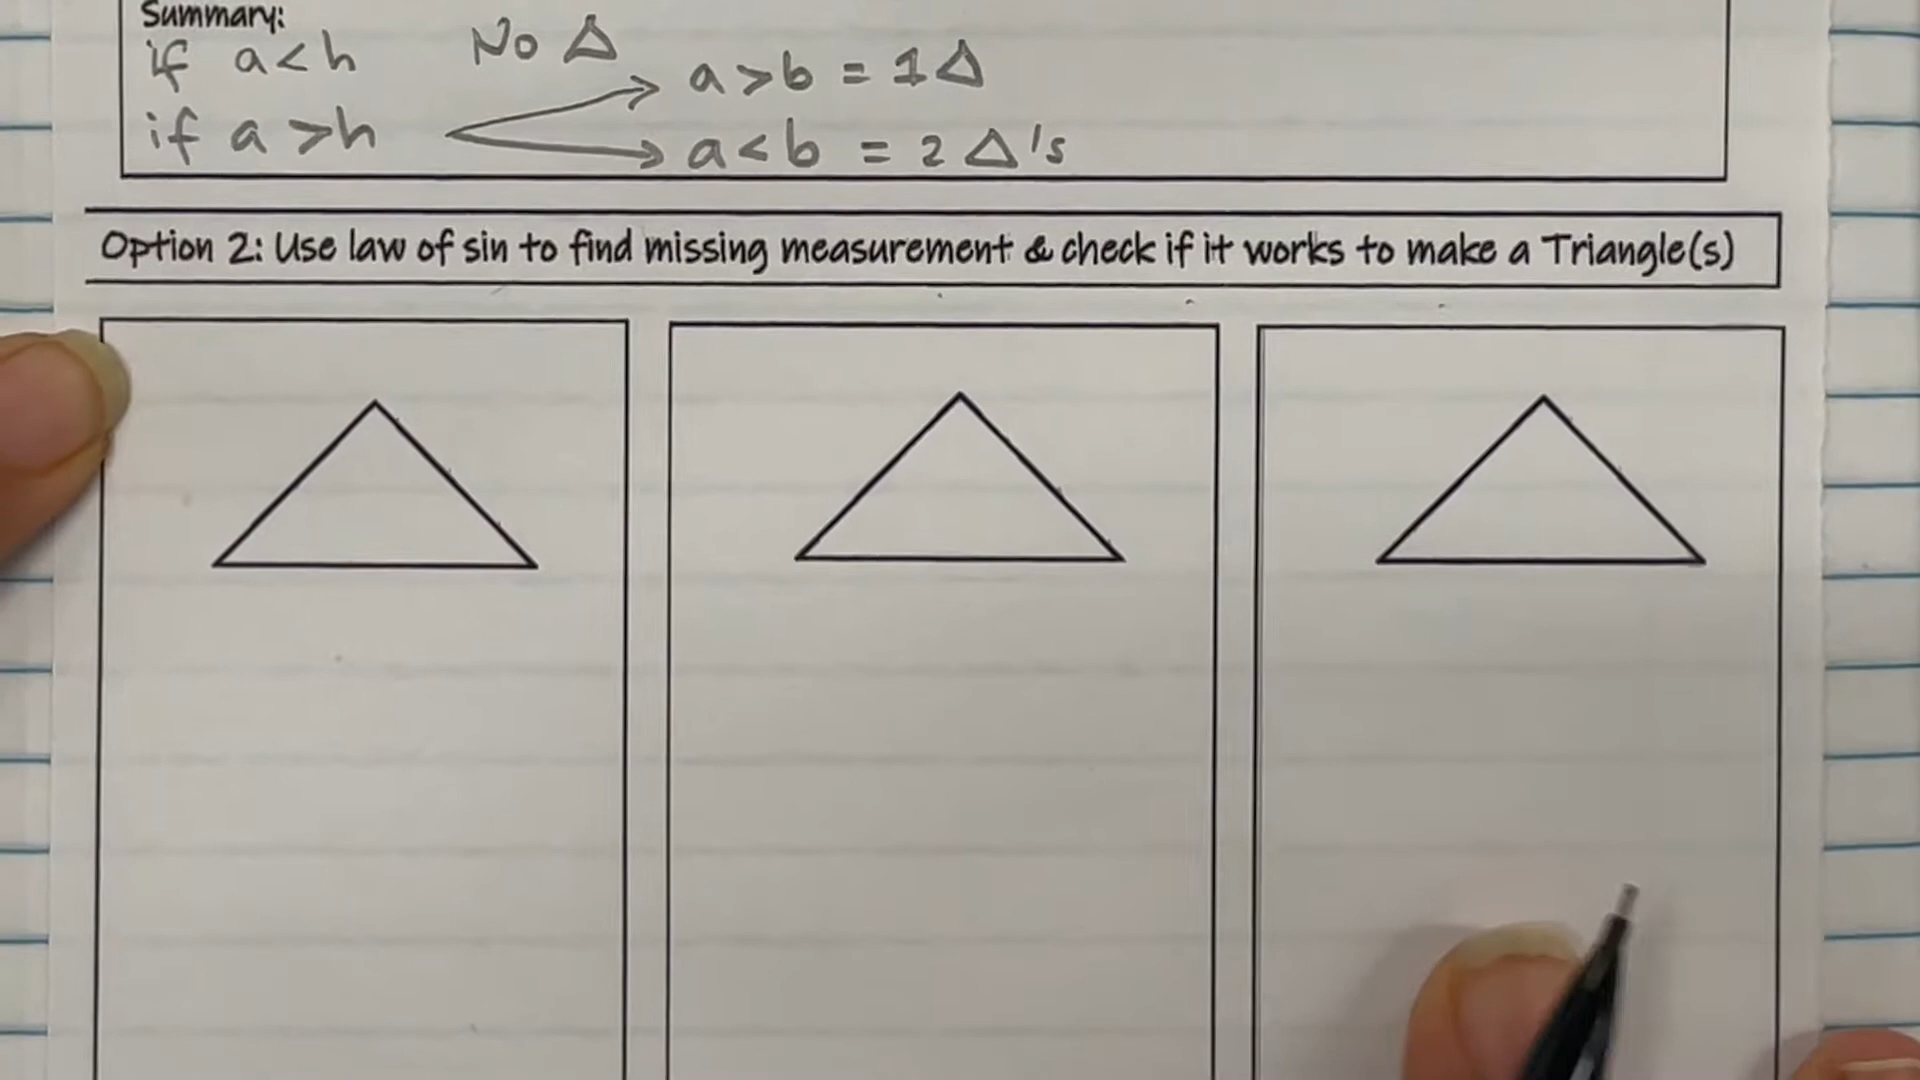 Summary:
if a<h No Δ
a>b = 1Δ
if a>h
a<b = 2 Δ's
Option 2: Use law of sin to find missing measurement & check if it works to make a Triangle(s)